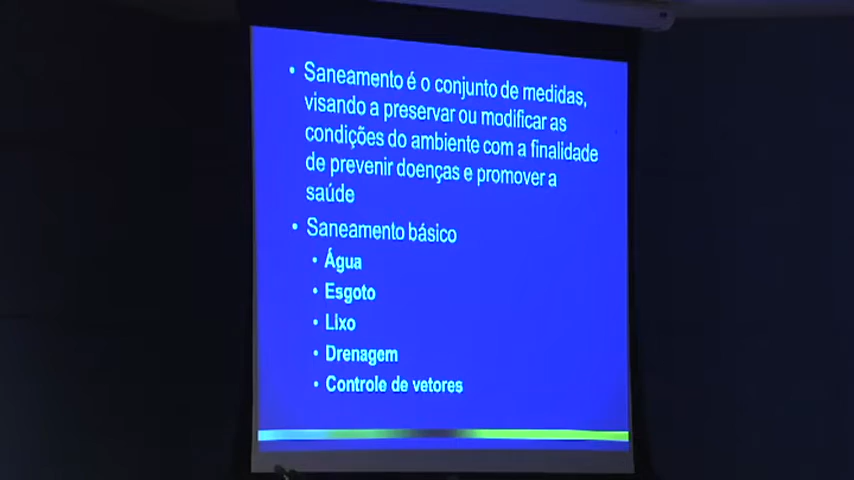 • Saneamento é o conjunto de medidas,
visando a preservar ou modificar as
condições do ambiente com a finalidade
de prevenir doenças e promover a
saúde
• Saneamento básico
• Água
• Esgoto
• Lixo
• Drenagem
• Controle de vetores